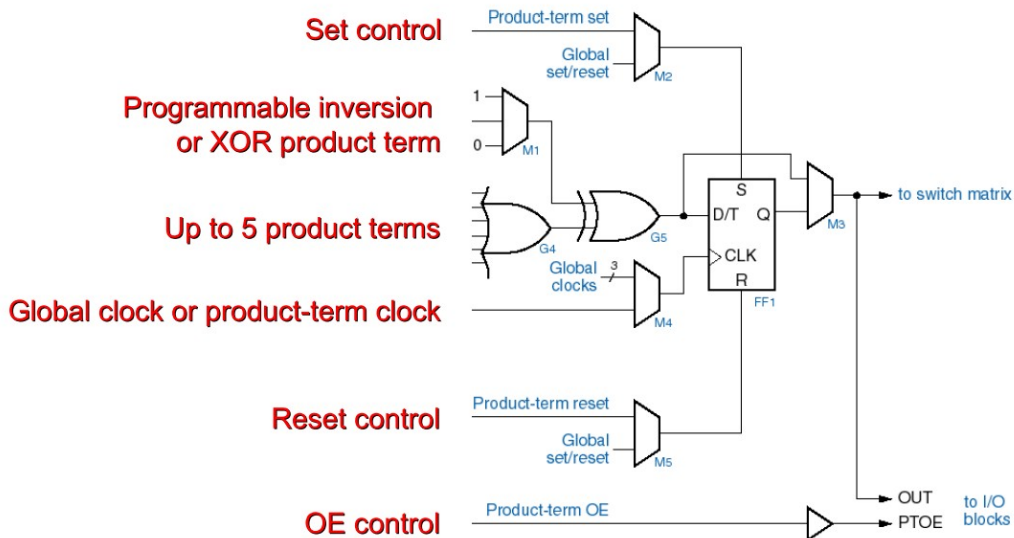 Set control
Product-term set
Global
set/reset
M2
Programmable inversion
or XOR product term
1
0
M1
Up to 5 product terms
G4
G5
S
D/T
Q
CLK
R
FF1
M3
to switch matrix
Global
clocks
3
Global clock or product-term clock
M4
Reset control
Product-term reset
Global
set/reset
M5
OE control
Product-term OE
OUT
PTOE
to I/O
blocks